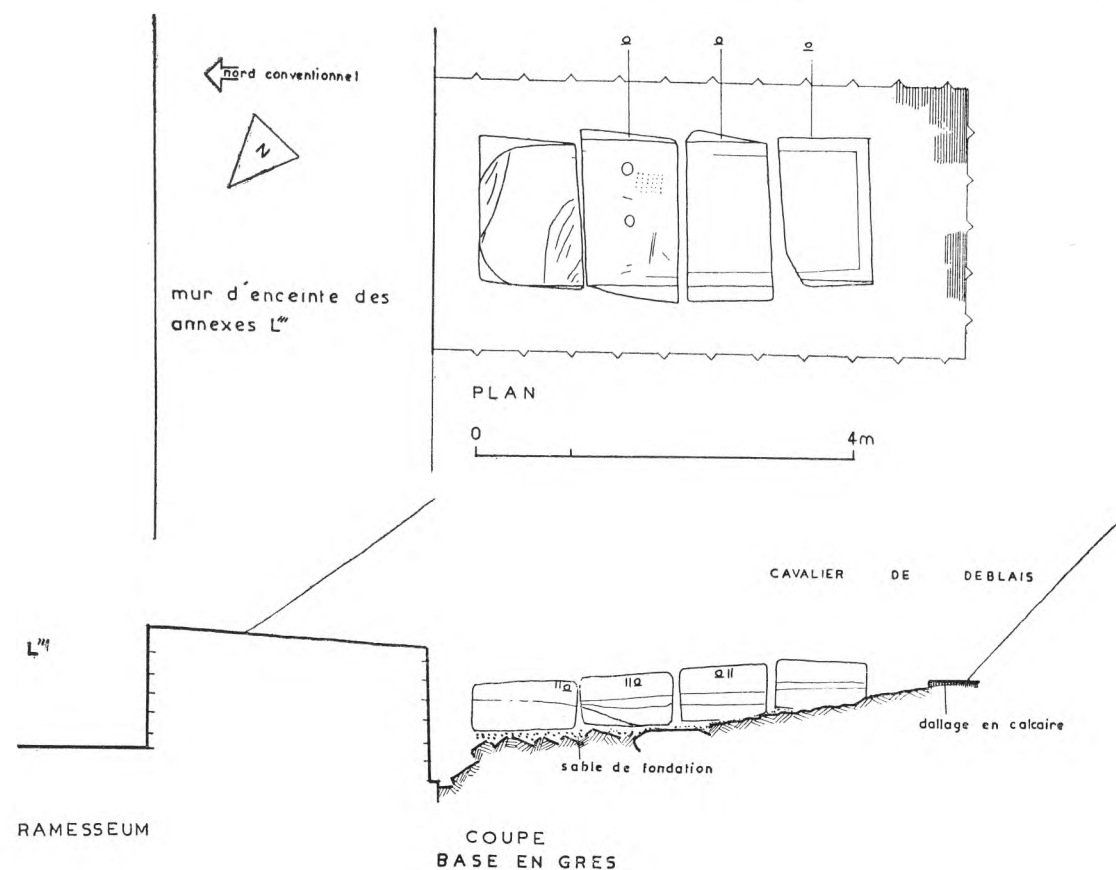 nord conventionnel
N
mur d'enceinte des
annexes L'''
PLAN
0 4m
CAVALIER DE DEBLAIS
L'''
dallage en calcaire
sable de fondation
RAMESSEUM
COUPE
BASE EN GRES